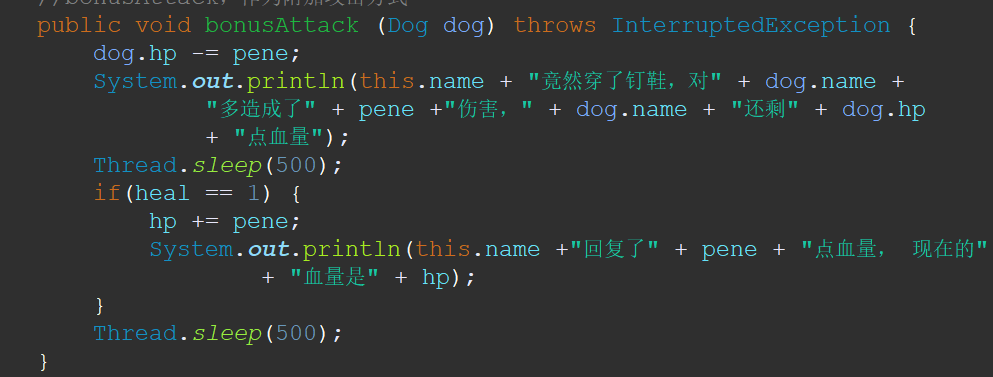 public void bonusAttack (Dog dog) throws InterruptedException {
dog.hp -= pene;
System.out.println(this.name + "竟然穿了钉鞋，对" + dog.name +
"多造成了" + pene +"伤害，" + dog.name + "还剩" + dog.hp
+ "点血量");
Thread.sleep(500);
if(heal == 1) {
hp += pene;
System.out.println(this.name +"回复了" + pene + "点血量， 现在的"
+ "血量是" + hp);
}
Thread.sleep(500);
}